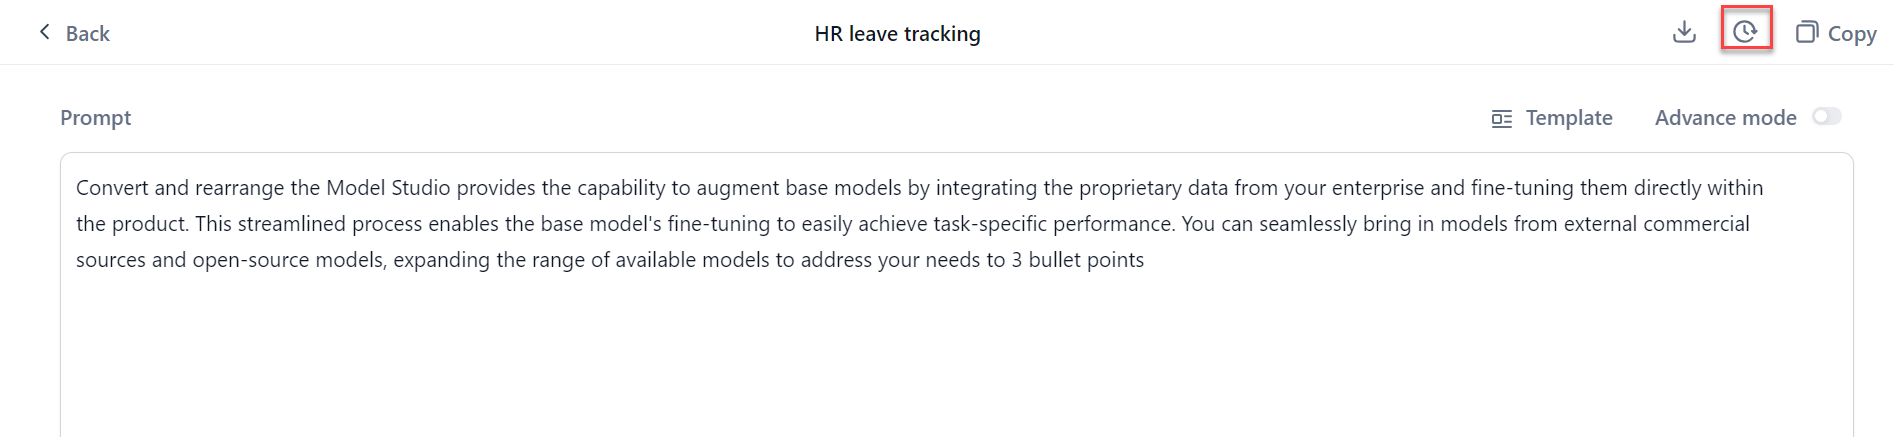 Back
HR leave tracking
Copy
Prompt
Template
Advance mode
Convert and rearrange the Model Studio provides the capability to augment base models by integrating the proprietary data from your enterprise and fine-tuning them directly within
the product. This streamlined process enables the base model's fine-tuning to easily achieve task-specific performance. You can seamlessly bring in models from external commercial
sources and open-source models, expanding the range of available models to address your needs to 3 bullet points